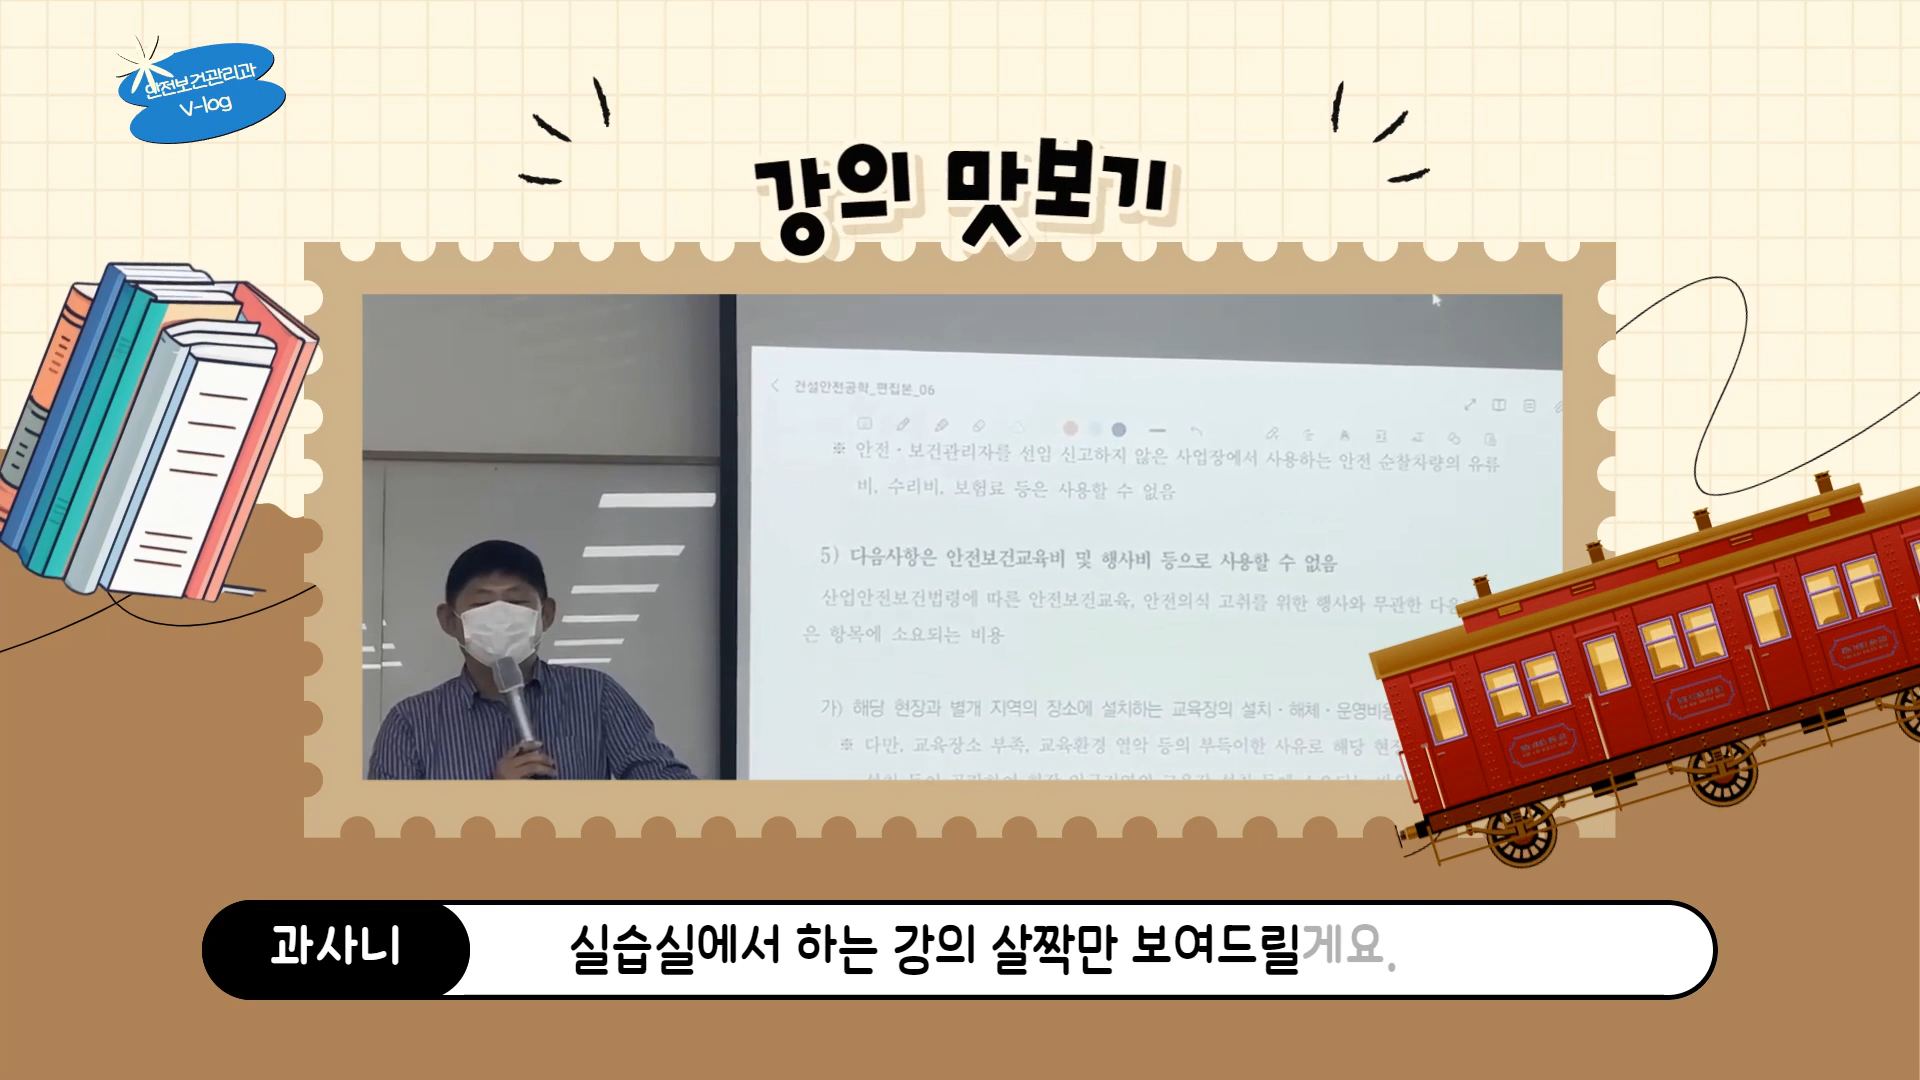 안전보건관리과
V-log
강의 맛보기
건설안전공학_편집본_06
※ 안전·보건관리자를 선임 신고하지 않은 사업장에서 사용하는 안전 순찰차량의 유류
비, 수리비, 보험료 등은 사용할 수 없음
5) 다음사항은 안전보건교육비 및 행사비 등으로 사용할 수 없음
산업안전보건법령에 따른 안전보건교육, 안전의식 고취를 위한 행사와 무관한 다음
은 항목에 소요되는 비용
가) 해당 현장과 별개 지역의 장소에 설치하는 교육장의 설치·해체·운영비용
※ 다만, 교육장소 부족, 교육환경 열악 등의 부득이한 사유로 해당 현장
과사니
실습실에서 하는 강의 살짝만 보여드릴게요.